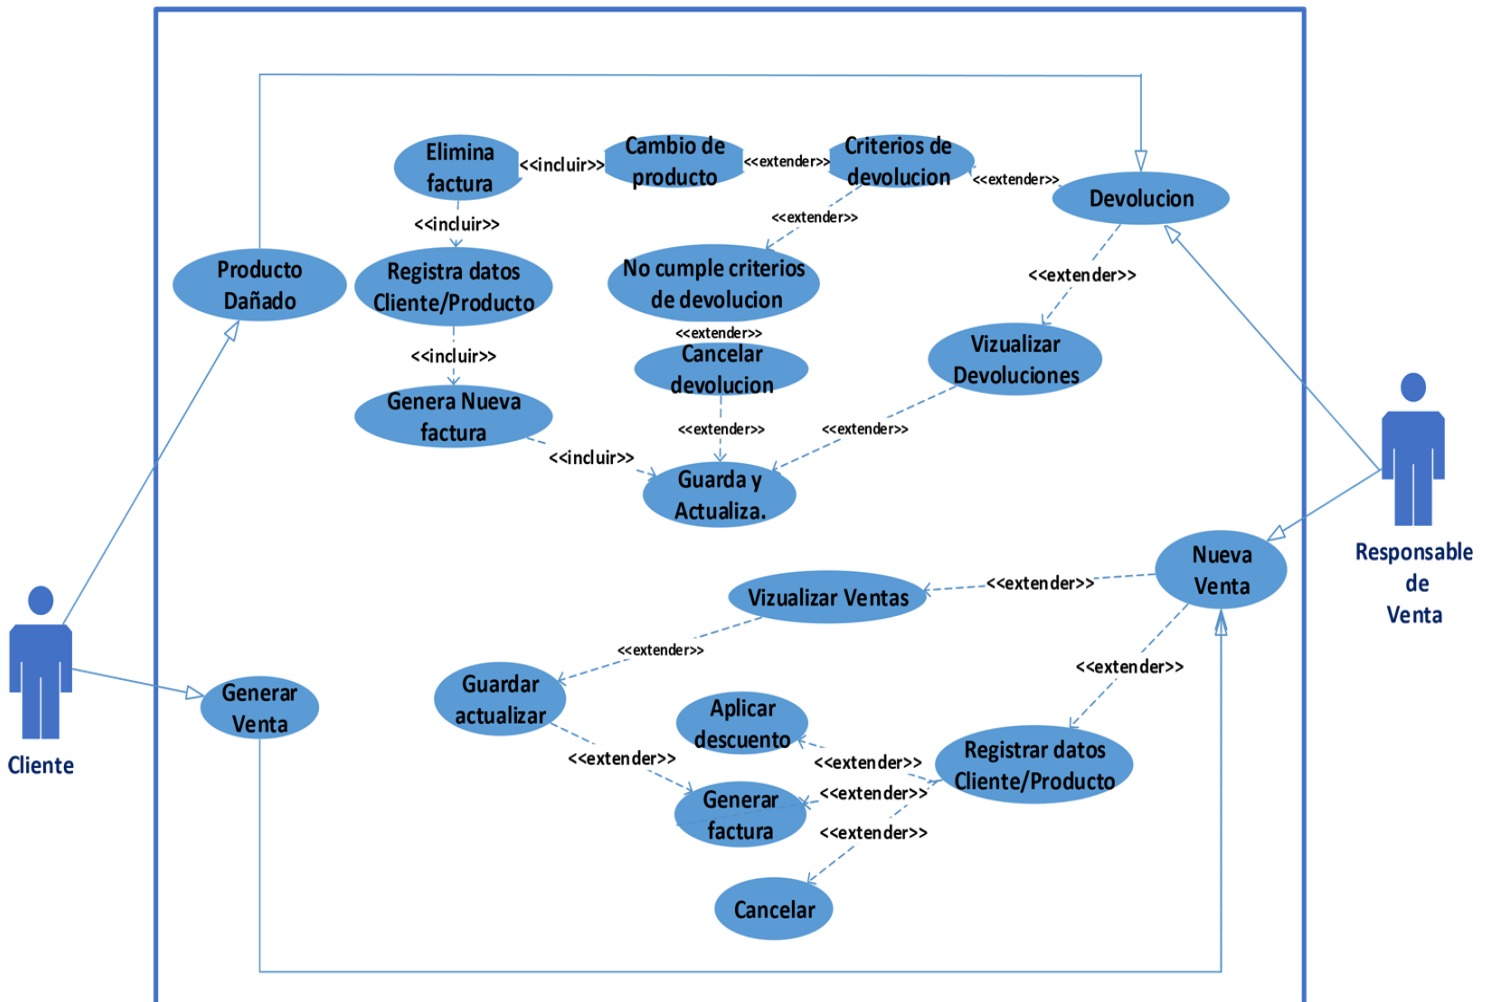 Elimina
factura
<<incluir>>
Cambio de
producto
<<extender>>
Criterios de
devolucion
<<extender>>
Devolucion
<<incluir>>
<<extender>>
Producto
Dañado
Registra datos
Cliente/Producto
No cumple criterios
de devolucion
<<extender>>
<<incluir>>
<<extender>>
Cancelar
devolucion
Vizualizar
Devoluciones
Genera Nueva
factura
<<extender>>
<<extender>>
<<incluir>>
Guarda y
Actualiza.
Responsable
de
Venta
Nueva
Venta
<<extender>>
Vizualizar Ventas
<<extender>>
<<extender>>
Generar
Venta
Guardar
actualizar
Aplicar
descuento
Registrar datos
Cliente/Producto
<<extender>>
<<extender>>
<<extender>>
Generar
factura
<<extender>>
Cliente
Cancelar